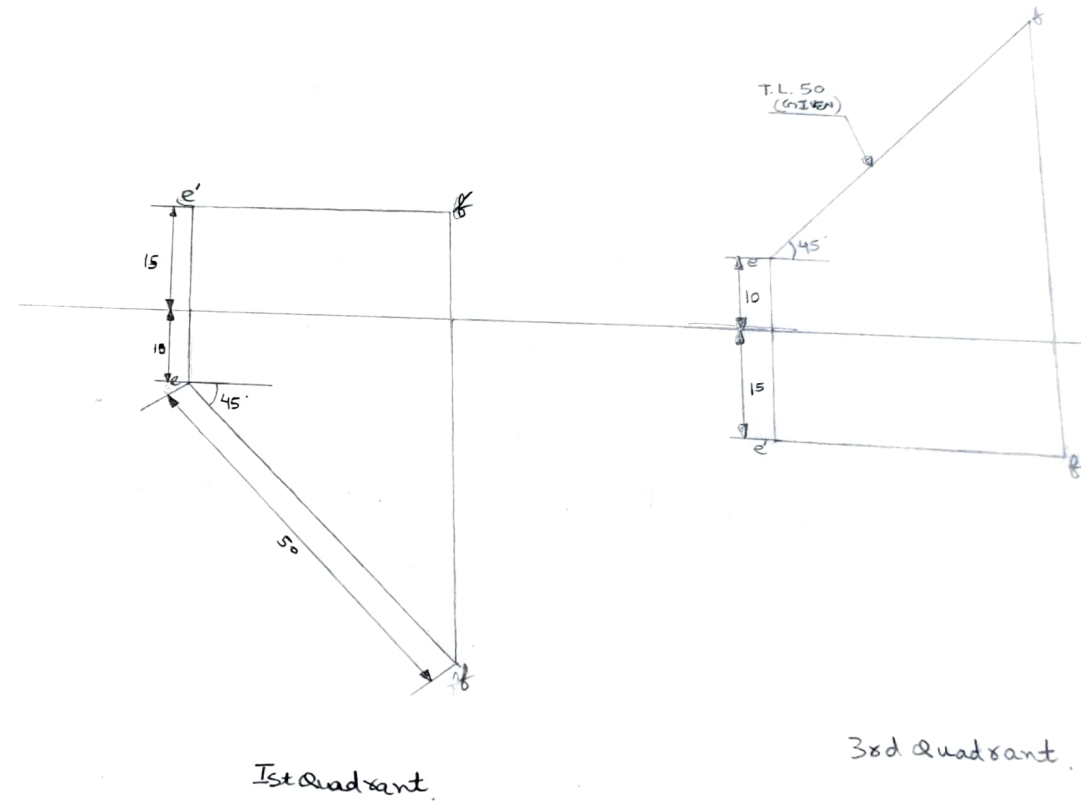 e'
f'
15
10
e
45°
50
f
Ist Quadrant.
f
T.L. 50
(GIVEN)
45°
e
10
15
e'
f
3rd Quadrant.